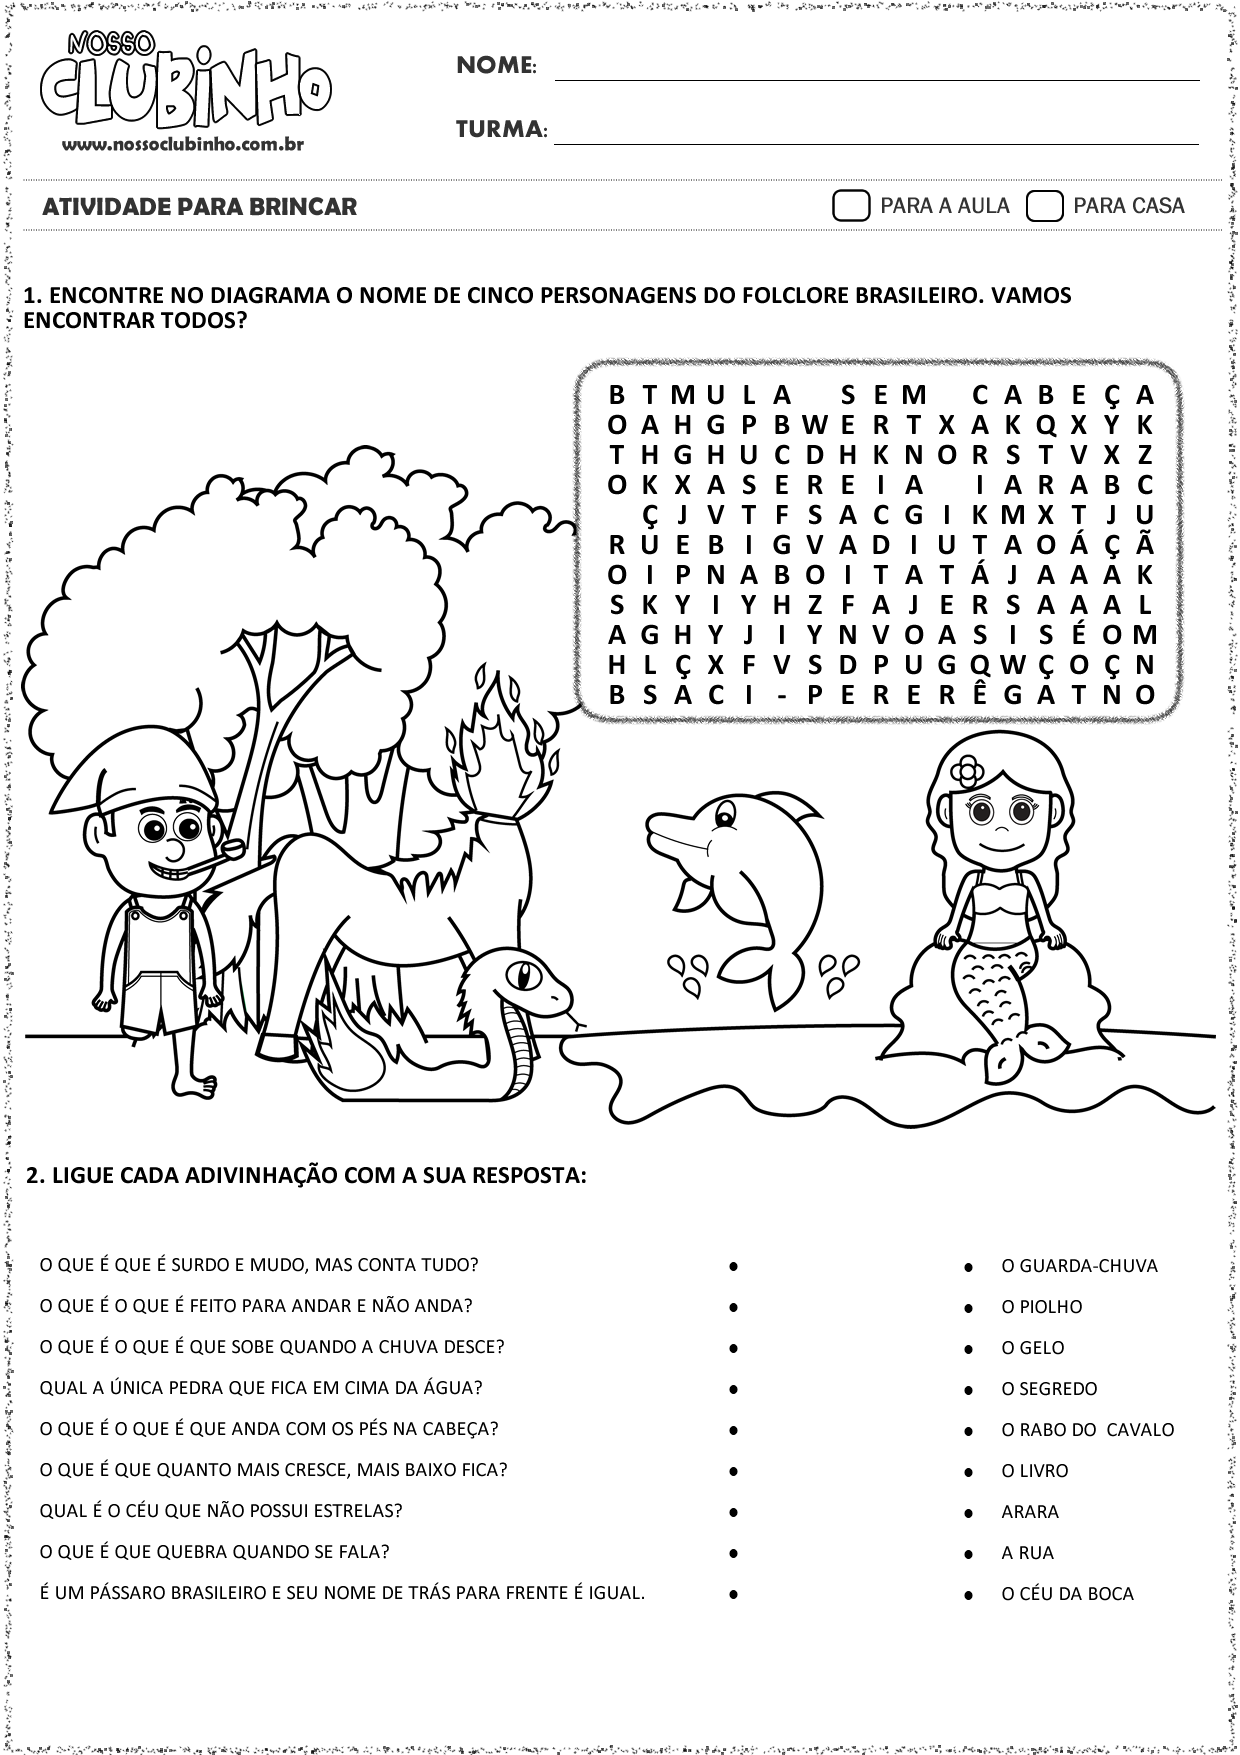 NOSSO
CLUBINHO
www.nossoclubinho.com.br
NOME:
TURMA:
ATIVIDADE PARA BRINCAR
PARA A AULA
PARA CASA
1. ENCONTRE NO DIAGRAMA O NOME DE CINCO PERSONAGENS DO FOLCLORE BRASILEIRO. VAMOS
ENCONTRAR TODOS?
B T M U L A   S E M   C A B E Ç A
O A H G P B W E R T X A K Q X Y K
T H G H U C D H K N O R S T V X Z
O K X A S E R E I A   I A R A B C
  Ç J V T F S A C G I K M X T J U
R U E B I G V A D I U T A O Á Ç Ã
O I P N A B O I T A T Á J A A A K
S K Y I Y H Z F A J E R S A A A L
A G H Y J I Y N V O A S I S É O M
H L Ç X F V S D P U G Q W Ç O Ç N
B S A C I - P E R E R Ê G A T N O
2. LIGUE CADA ADIVINHAÇÃO COM A SUA RESPOSTA:
O QUE É QUE É SURDO E MUDO, MAS CONTA TUDO? • • O GUARDA-CHUVA
O QUE É O QUE É FEITO PARA ANDAR E NÃO ANDA? • • O PIOLHO
O QUE É O QUE É QUE SOBE QUANDO A CHUVA DESCE? • • O GELO
QUAL A ÚNICA PEDRA QUE FICA EM CIMA DA ÁGUA? • • O SEGREDO
O QUE É O QUE É QUE ANDA COM OS PÉS NA CABEÇA? • • O RABO DO CAVALO
O QUE É QUE QUANTO MAIS CRESCE, MAIS BAIXO FICA? • • O LIVRO
QUAL É O CÉU QUE NÃO POSSUI ESTRELAS? • • ARARA
O QUE É QUE QUEBRA QUANDO SE FALA? • • A RUA
É UM PÁSSARO BRASILEIRO E SEU NOME DE TRÁS PARA FRENTE É IGUAL. • • O CÉU DA BOCA